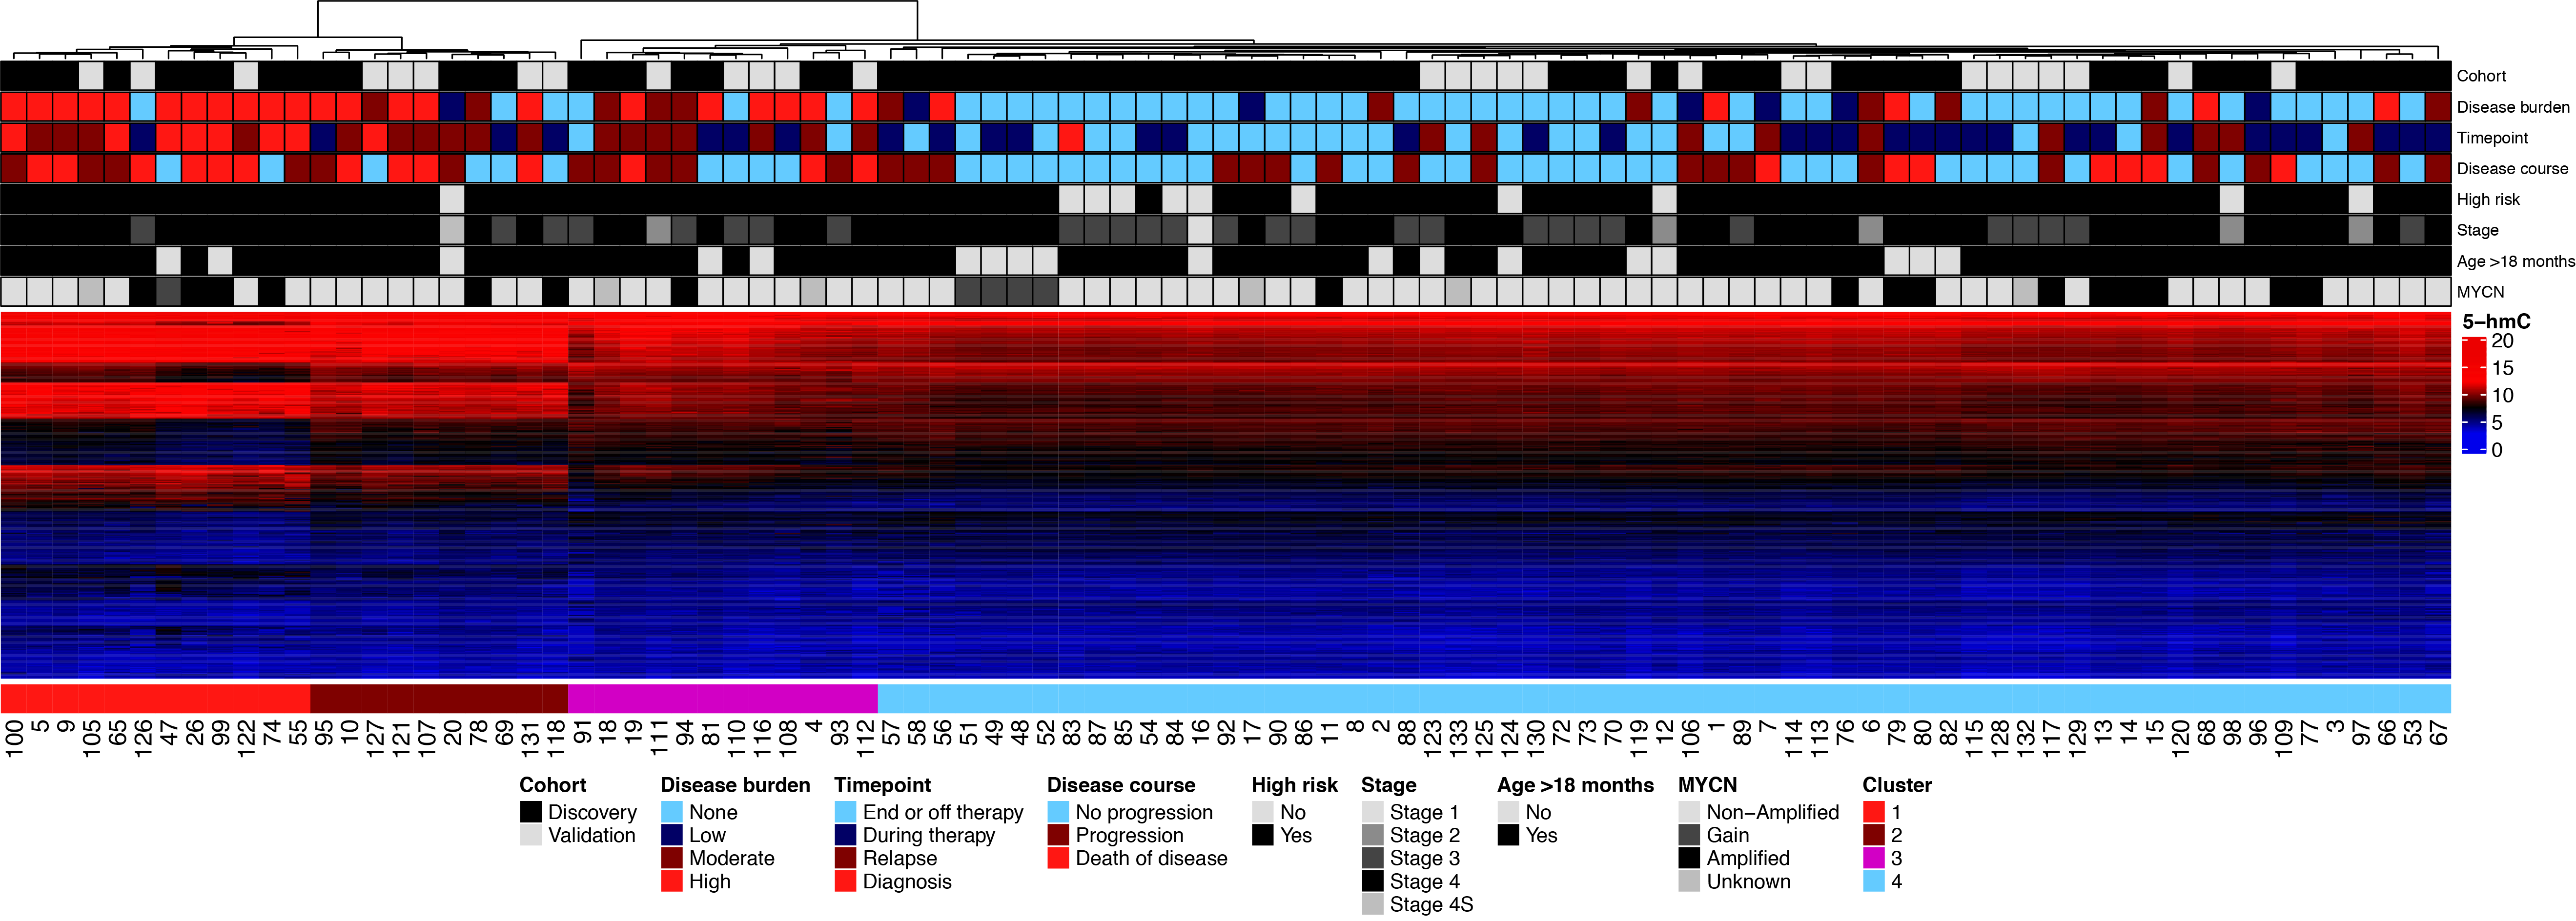 Cohort
Disease burden
Timepoint
Disease course
High risk
Stage
Age >18 months
MYCN
5−hmC
20
15
10
5
0
100 5 9 105 65 126 47 26 99 122 74 55 95 10 127 121 107 20 78 69 131 118 91 18 19 111 94 81 110 116 108 4 93 112 57 58 56 51 49 48 52 83 87 85 54 84 16 92 17 90 86 11 8 2 88 123 133 125 124 130 72 73 70 119 12 106 1 89 7 114 113 76 6 79 80 82 115 128 132 117 129 13 14 15 120 68 98 96 109 77 3 97 66 53 67
Cohort
Discovery
Validation
Disease burden
None
Low
Moderate
High
Timepoint
End or off therapy
During therapy
Relapse
Diagnosis
Disease course
No progression
Progression
Death of disease
High risk
No
Yes
Stage
Stage 1
Stage 2
Stage 3
Stage 4
Stage 4S
Age >18 months
No
Yes
MYCN
Non−Amplified
Gain
Amplified
Unknown
Cluster
1
2
3
4